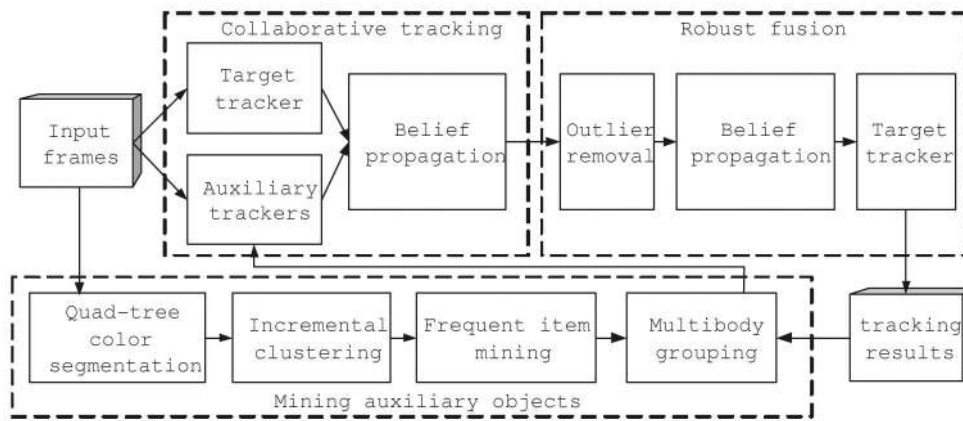 Collaborative tracking
Robust fusion
Input
frames
Target
tracker
Auxiliary
trackers
Belief
propagation
Outlier
removal
Belief
propagation
Target
tracker
Quad-tree
color
segmentation
Incremental
clustering
Frequent item
mining
Multibody
grouping
tracking
results
Mining auxiliary objects